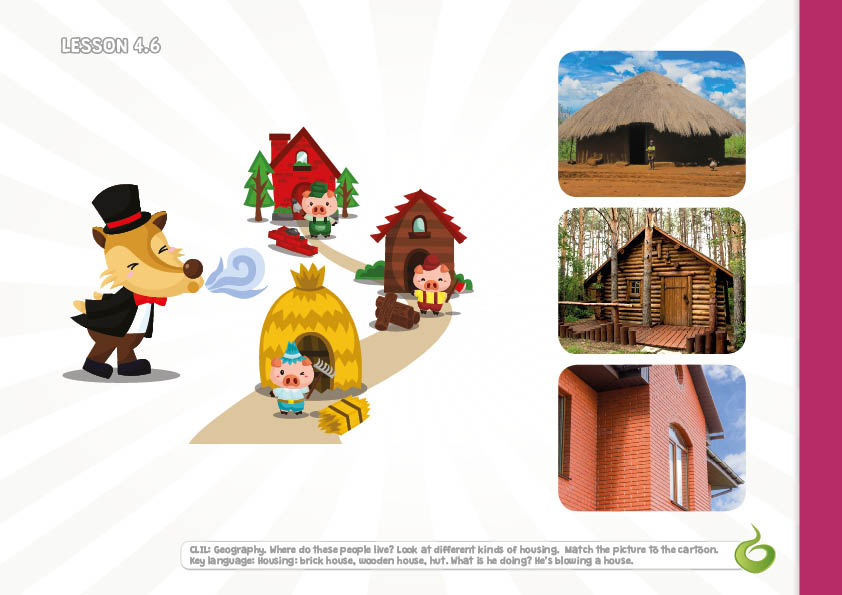 LESSON 4.6
CLIL: Geography. Where do these people live? Look at different kinds of housing. Match the picture to the cartoon.
Key language: Housing: brick house, wooden house, hut. What is he doing? He's blowing a house.